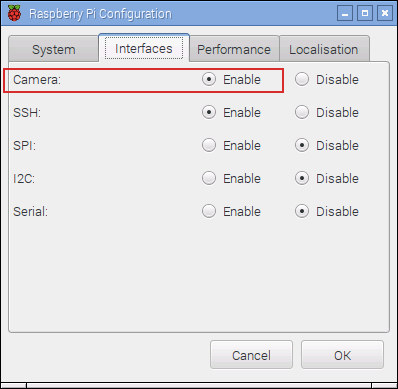 Raspberry Pi Configuration
System Interfaces Performance Localisation
Camera: Enable Disable
SSH: Enable Disable
SPI: Enable Disable
I2C: Enable Disable
Serial: Enable Disable
Cancel OK